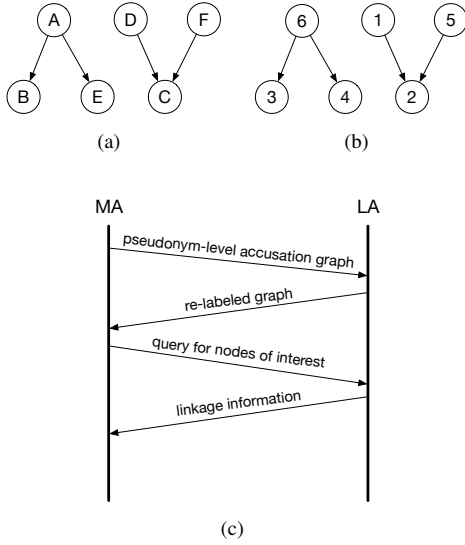 A D F
B E C
6 1 5
3 4 2
(a) (b)
MA LA
pseudonym-level accusation graph
re-labeled graph
query for nodes of interest
linkage information
(c)